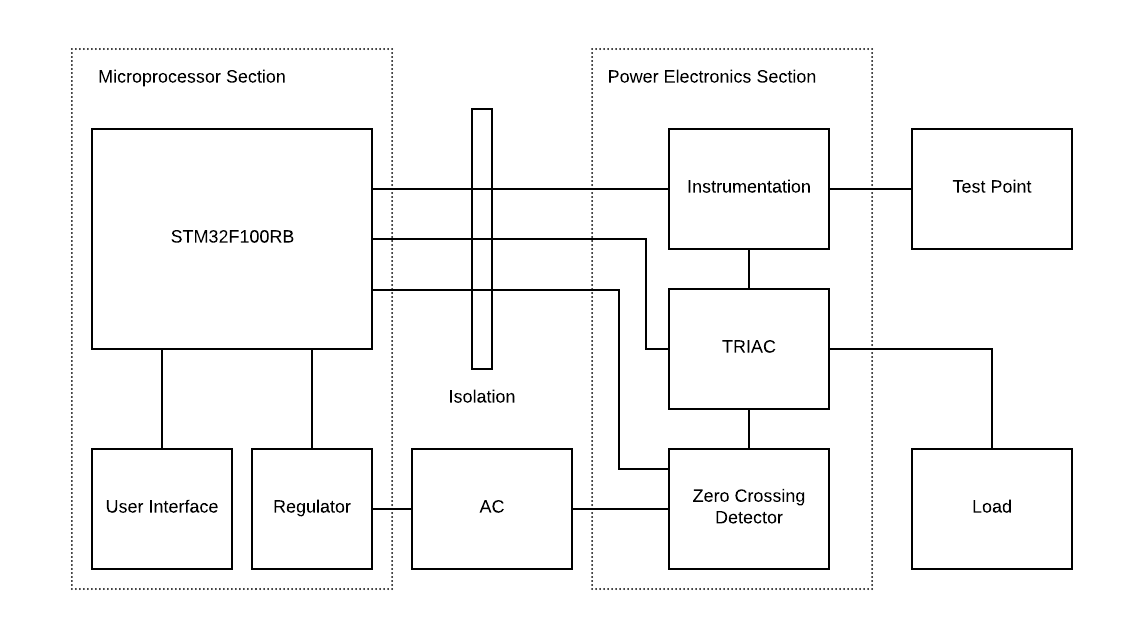 Microprocessor Section
Power Electronics Section
STM32F100RB
Instrumentation
Test Point
TRIAC
Isolation
User Interface
Regulator
AC
Zero Crossing
Detector
Load